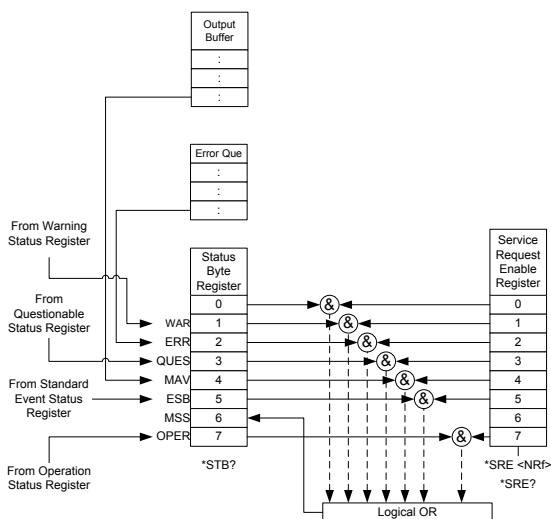 Output
Buffer
:
:
:
Error Que
:
:
:
From Warning
Status Register
From
Questionable
Status Register
From Standard
Event Status
Register
From Operation
Status Register
WAR
ERR
QUES
MAV
ESB
MSS
OPER
Status
Byte
Register
0
1
2
3
4
5
6
7
*STB?
&
&
&
&
&
&
&
Service
Request
Enable
Register
0
1
2
3
4
5
6
7
*SRE <NRf>
*SRE?
Logical OR